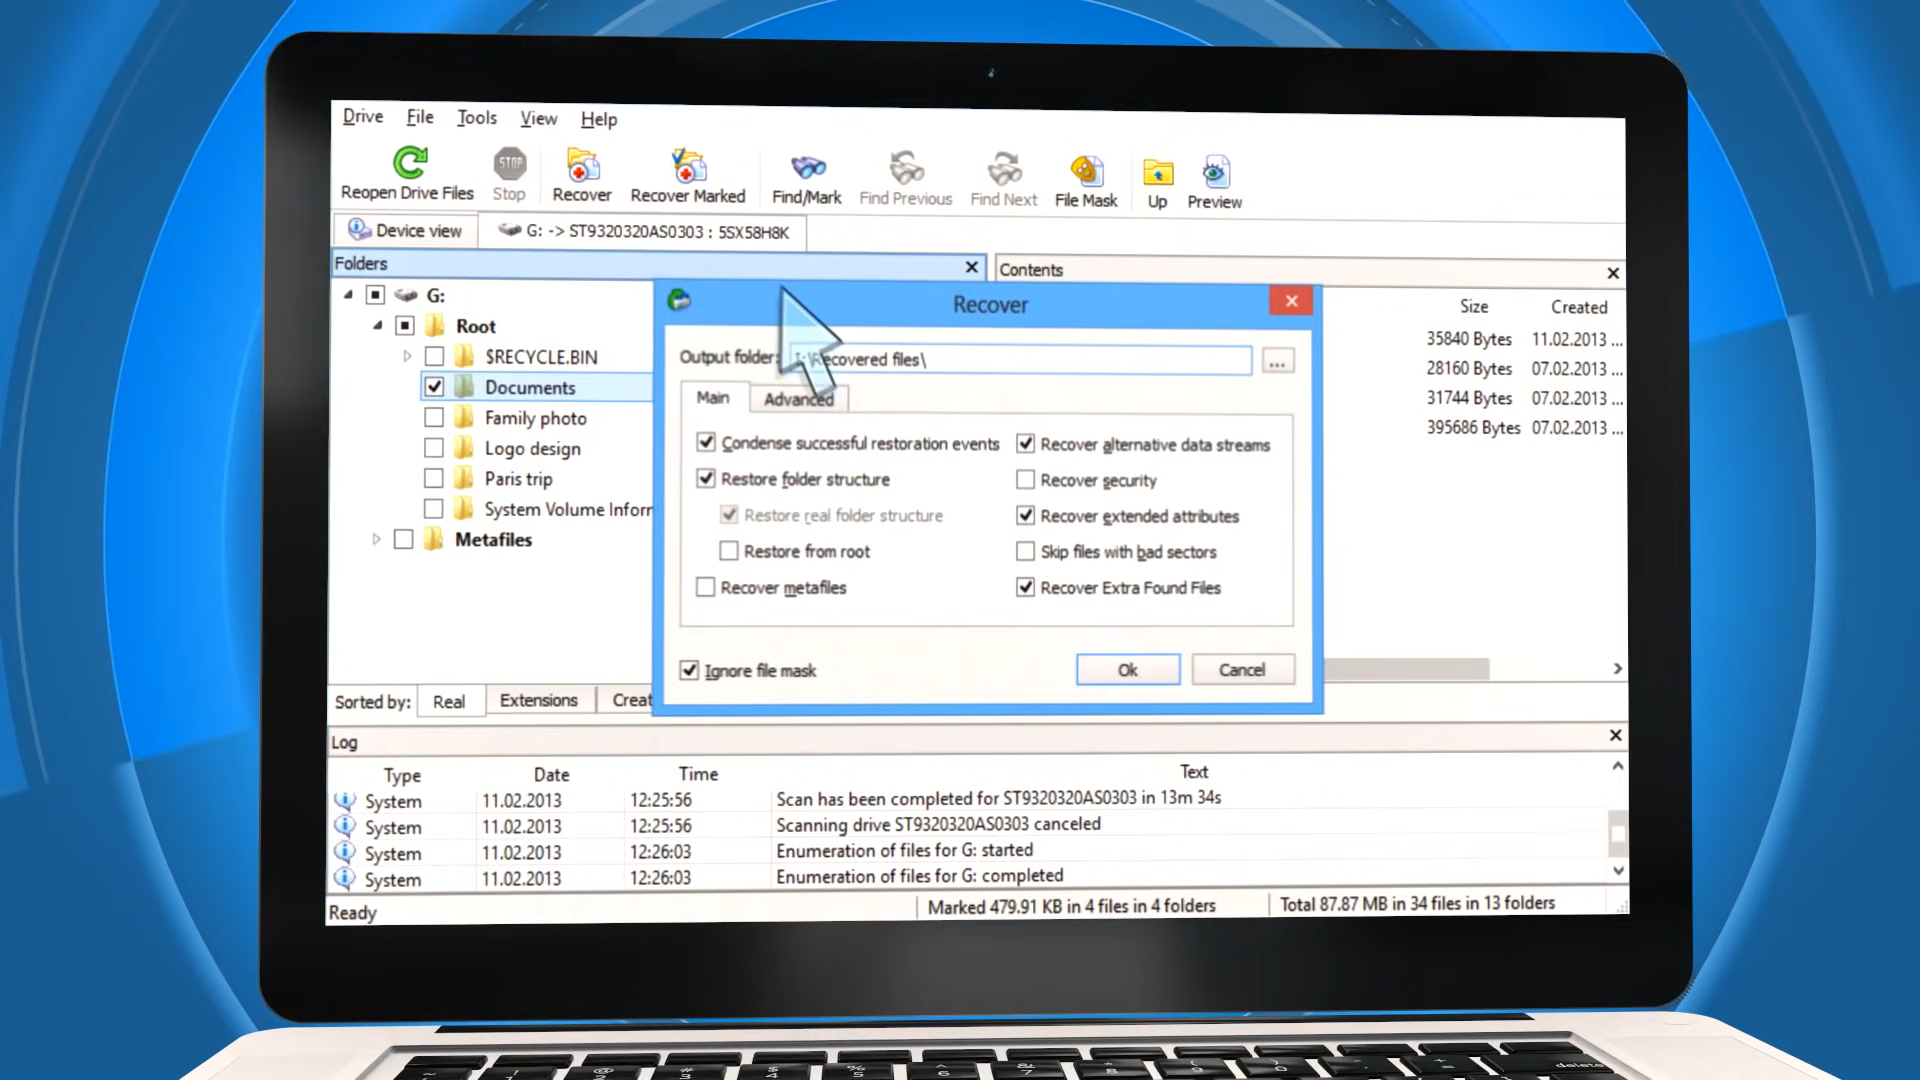 Drive File Tools View Help
Reopen Drive Files Stop Recover Recover Marked Find/Mark Find Previous Find Next File Mask Up Preview
Device view G: -> ST9320320AS0303 : 5SX58H8K
Folders
Contents
G:
Root
$RECYCLE.BIN
Documents
Family photo
Logo design
Paris trip
System Volume Inforr
Metafiles
Size Created
35840 Bytes 11.02.2013 ...
28160 Bytes 07.02.2013 ...
31744 Bytes 07.02.2013 ...
395686 Bytes 07.02.2013 ...
Recover
Output folder: \Recovered files\
...
Main Advanced
Condense successful restoration events
Recover alternative data streams
Restore folder structure
Recover security
Restore real folder structure
Recover extended attributes
Restore from root
Skip files with bad sectors
Recover metafiles
Recover Extra Found Files
Ignore file mask
Ok Cancel
Sorted by: Real Extensions Creat
Log
Type Date Time Text
System 11.02.2013 12:25:56 Scan has been completed for ST9320320AS0303 in 13m 34s
System 11.02.2013 12:25:56 Scanning drive ST9320320AS0303 canceled
System 11.02.2013 12:26:03 Enumeration of files for G: started
System 11.02.2013 12:26:03 Enumeration of files for G: completed
Ready Marked 479.91 KB in 4 files in 4 folders Total 87.87 MB in 34 files in 13 folders
delete